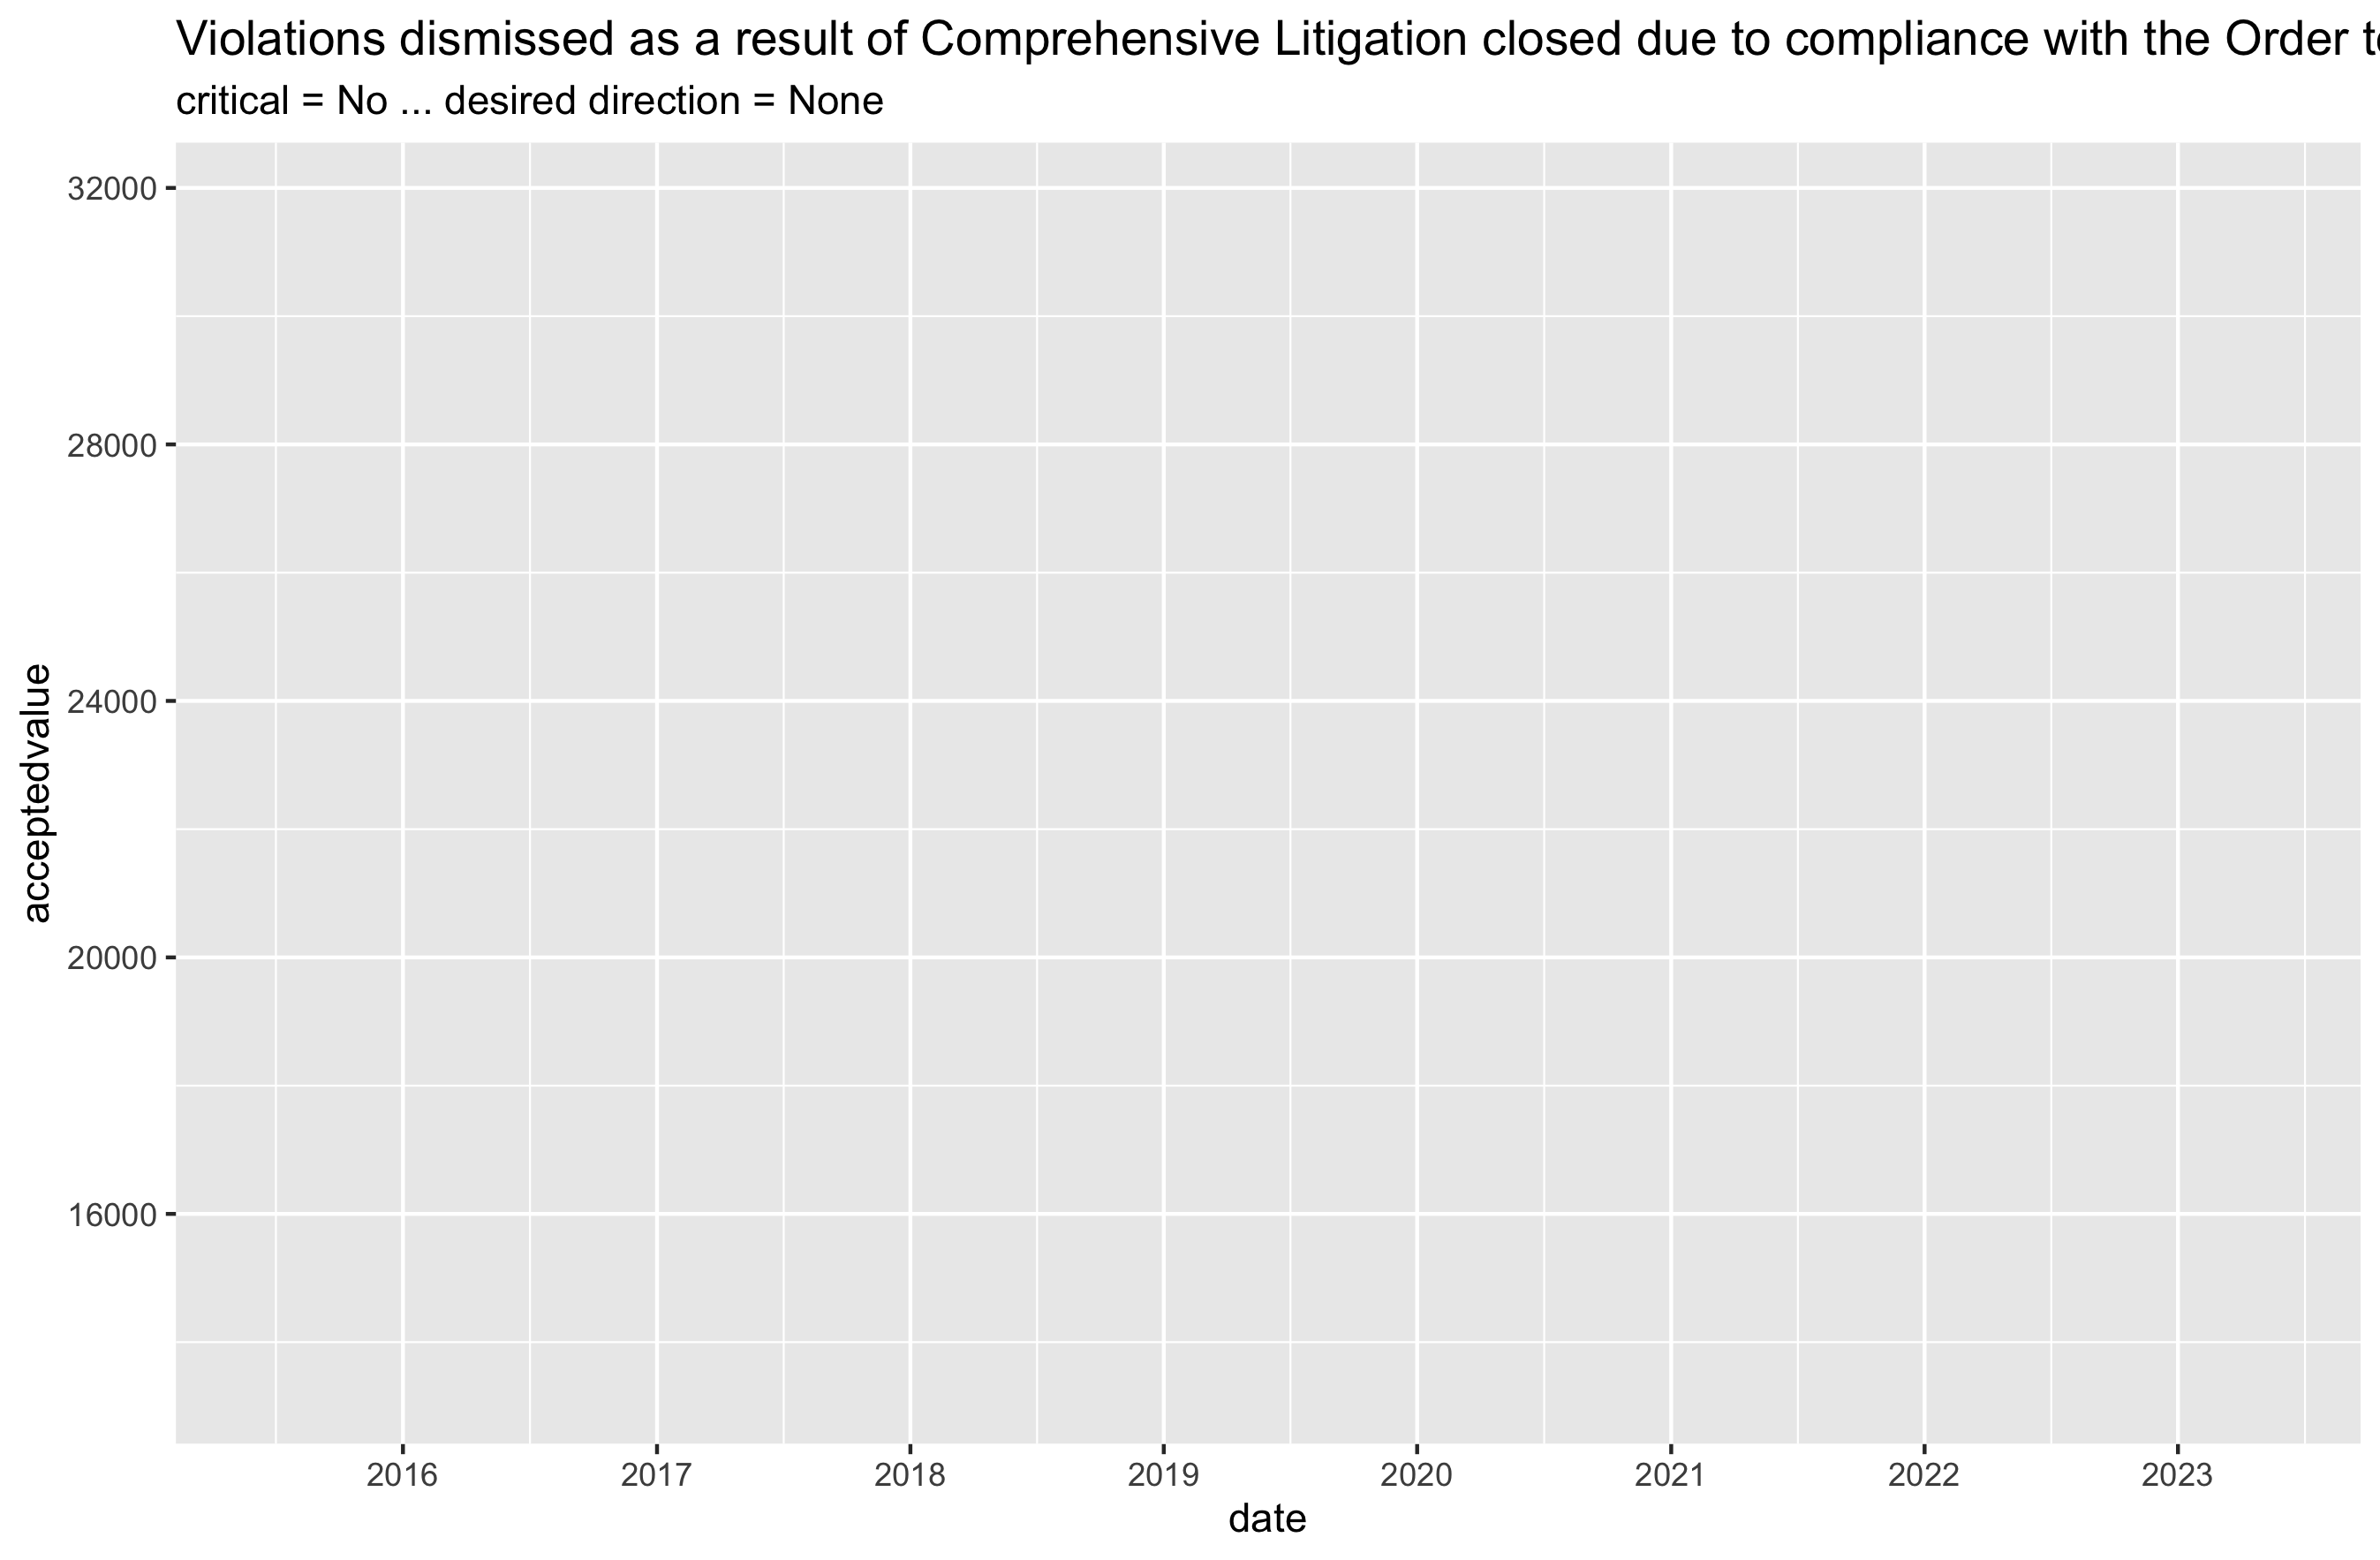 Violations dismissed as a result of Comprehensive Litigation closed due to compliance with the Order
critical = No ... desired direction = None
32000
28000
24000
20000
16000
acceptedvalue
2016 2017 2018 2019 2020 2021 2022 2023
date